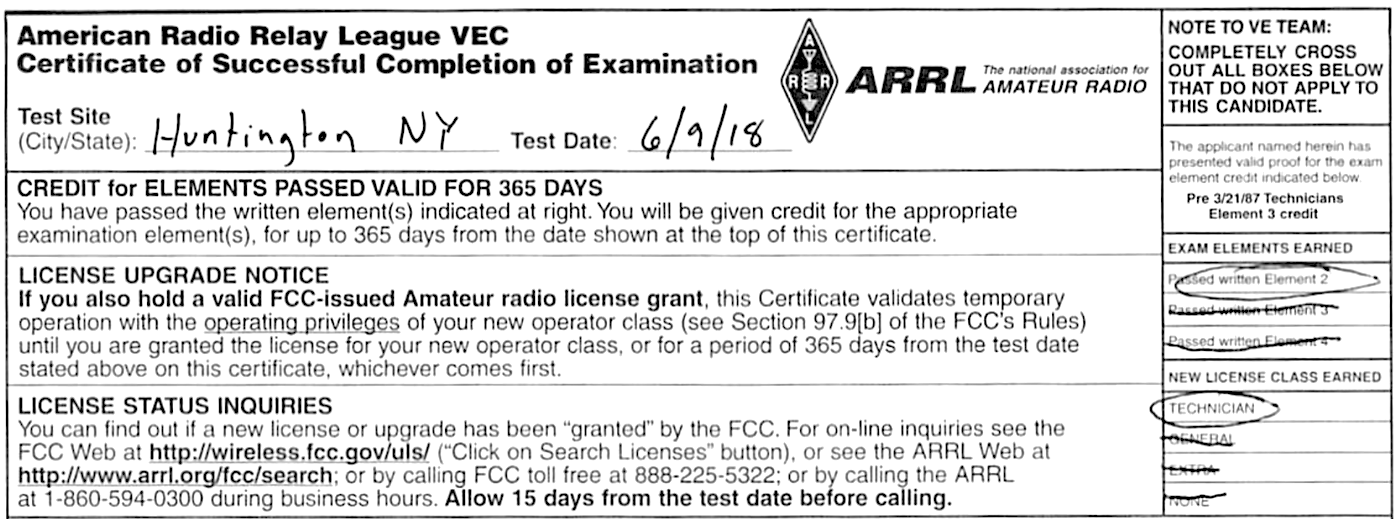 American Radio Relay League VEC
Certificate of Successful Completion of Examination
Test Site
(City/State): Huntington NY Test Date: 6/9/18
A
R R
L
ARRL The national association for
AMATEUR RADIO
CREDIT for ELEMENTS PASSED VALID FOR 365 DAYS
You have passed the written element(s) indicated at right. You will be given credit for the appropriate
examination element(s), for up to 365 days from the date shown at the top of this certificate.
LICENSE UPGRADE NOTICE
If you also hold a valid FCC-issued Amateur radio license grant, this Certificate validates temporary
operation with the operating privileges of your new operator class (see Section 97.9[b] of the FCC's Rules)
until you are granted the license for your new operator class, or for a period of 365 days from the test date
stated above on this certificate, whichever comes first.
LICENSE STATUS INQUIRIES
You can find out if a new license or upgrade has been “granted” by the FCC. For on-line inquiries see the
FCC Web at http://wireless.fcc.gov/uls/ (“Click on Search Licenses” button), or see the ARRL Web at
http://www.arrl.org/fcc/search; or by calling FCC toll free at 888-225-5322; or by calling the ARRL
at 1-860-594-0300 during business hours. Allow 15 days from the test date before calling.
NOTE TO VE TEAM:
COMPLETELY CROSS
OUT ALL BOXES BELOW
THAT DO NOT APPLY TO
THIS CANDIDATE.
The applicant named herein has
presented valid proof for the exam
element credit indicated below.
Pre 3/21/87 Technicians
Element 3 credit
EXAM ELEMENTS EARNED
Passed written Element 2
Passed written Element 3
Passed written Element 4
NEW LICENSE CLASS EARNED
TECHNICIAN
GENERAL
EXTRA
NONE